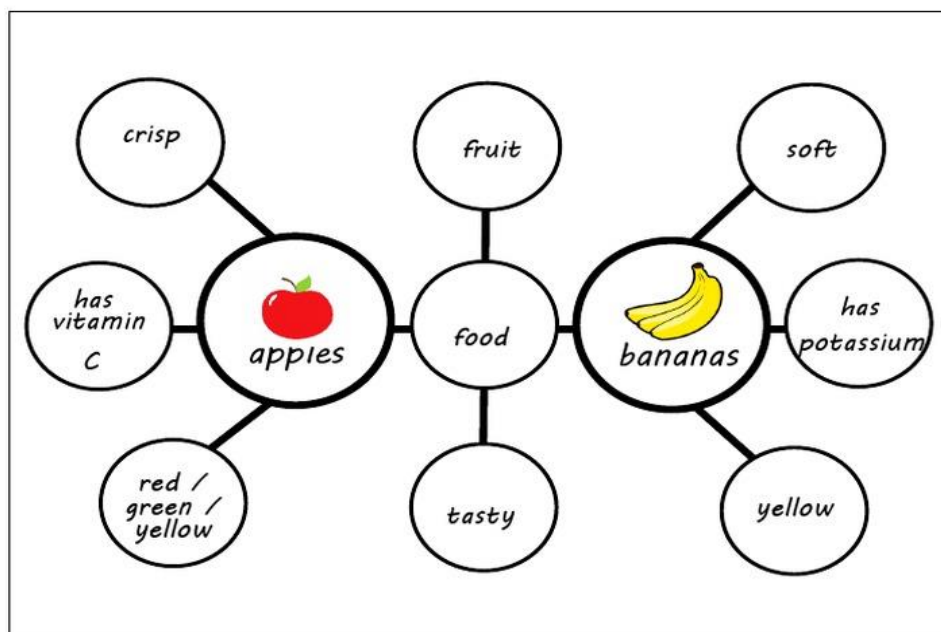 crisp
fruit
soft
has
vitamin
C
apples
food
bananas
has
potassium
red /
green /
yellow
tasty
yellow